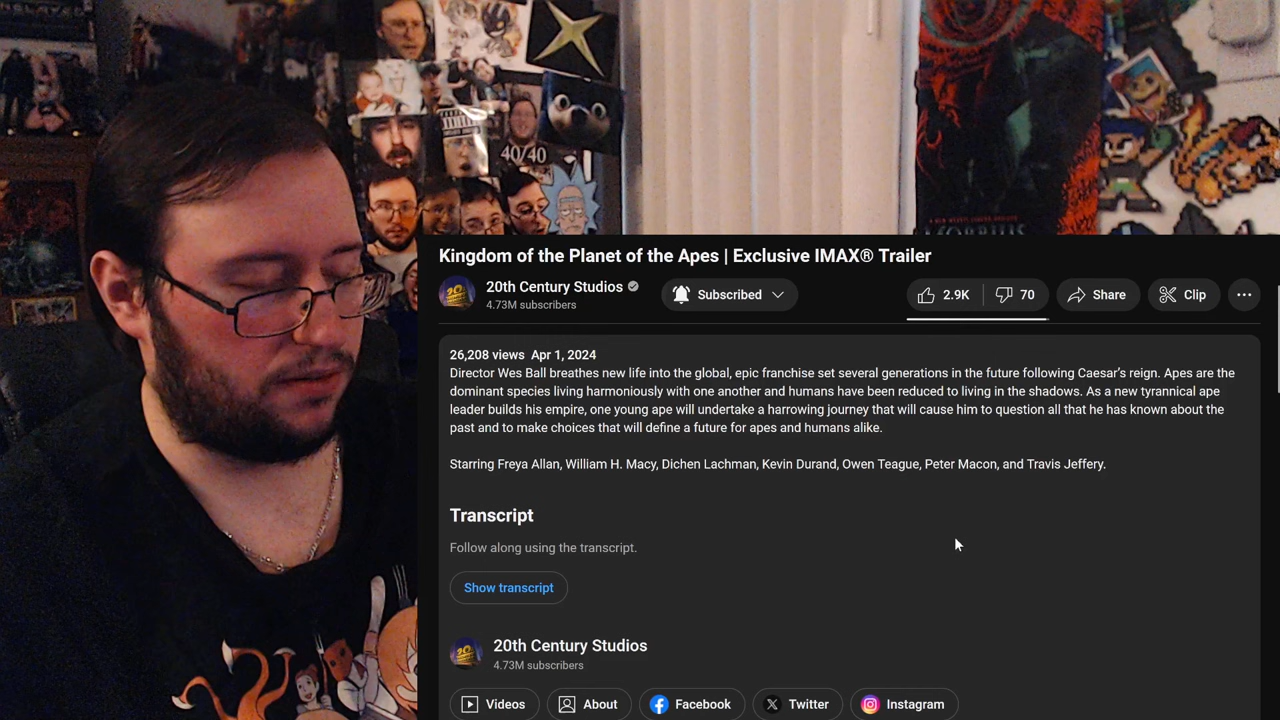 40/40
A NEW MARVEL LEGEND ARRIVES
MORBIUS
Kingdom of the Planet of the Apes | Exclusive IMAX® Trailer
20th Century Studios
4.73M subscribers
Subscribed
2.9K
70
Share
Clip
26,208 views Apr 1, 2024
Director Wes Ball breathes new life into the global, epic franchise set several generations in the future following Caesar’s reign. Apes are the
dominant species living harmoniously with one another and humans have been reduced to living in the shadows. As a new tyrannical ape
leader builds his empire, one young ape will undertake a harrowing journey that will cause him to question all that he has known about the
past and to make choices that will define a future for apes and humans alike.
Starring Freya Allan, William H. Macy, Dichen Lachman, Kevin Durand, Owen Teague, Peter Macon, and Travis Jeffery.
Transcript
Follow along using the transcript.
Show transcript
20th Century Studios
4.73M subscribers
Videos
About
Facebook
Twitter
Instagram